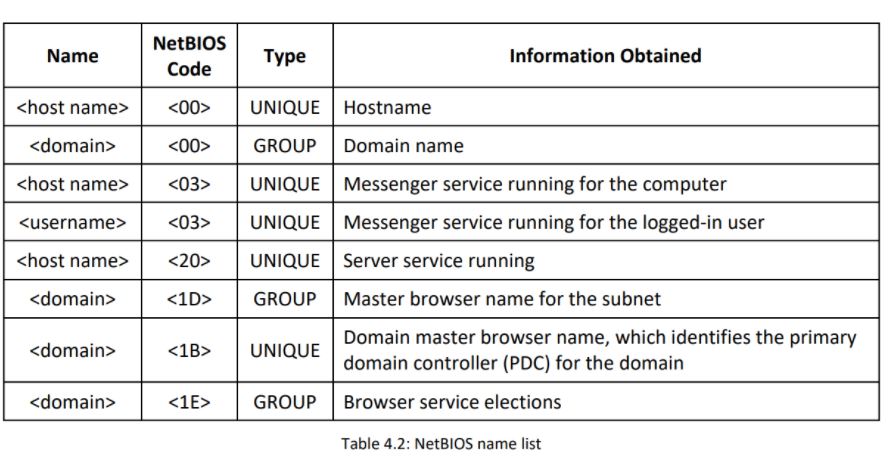 Name NetBIOS Code Type Information Obtained
<host name> <00> UNIQUE Hostname
<domain> <00> GROUP Domain name
<host name> <03> UNIQUE Messenger service running for the computer
<username> <03> UNIQUE Messenger service running for the logged-in user
<host name> <20> UNIQUE Server service running
<domain> <1D> GROUP Master browser name for the subnet
<domain> <1B> UNIQUE Domain master browser name, which identifies the primary
domain controller (PDC) for the domain
<domain> <1E> GROUP Browser service elections
Table 4.2: NetBIOS name list